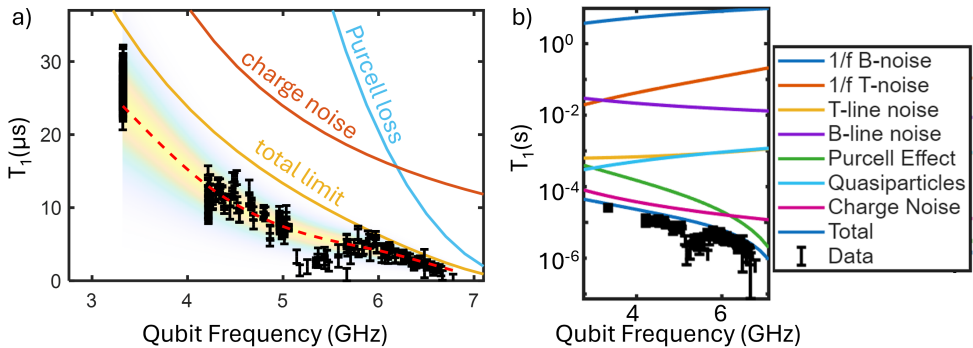 a)
T₁(μs)
30
20
10
0
3
4
5
6
7
Qubit Frequency (GHz)
charge noise
Purcell loss
total limit
b)
T₁(s)
10⁰
10⁻²
10⁻⁴
10⁻⁶
4
6
Qubit Frequency (GHz)
1/f B-noise
1/f T-noise
T-line noise
B-line noise
Purcell Effect
Quasiparticles
Charge Noise
Total
Data